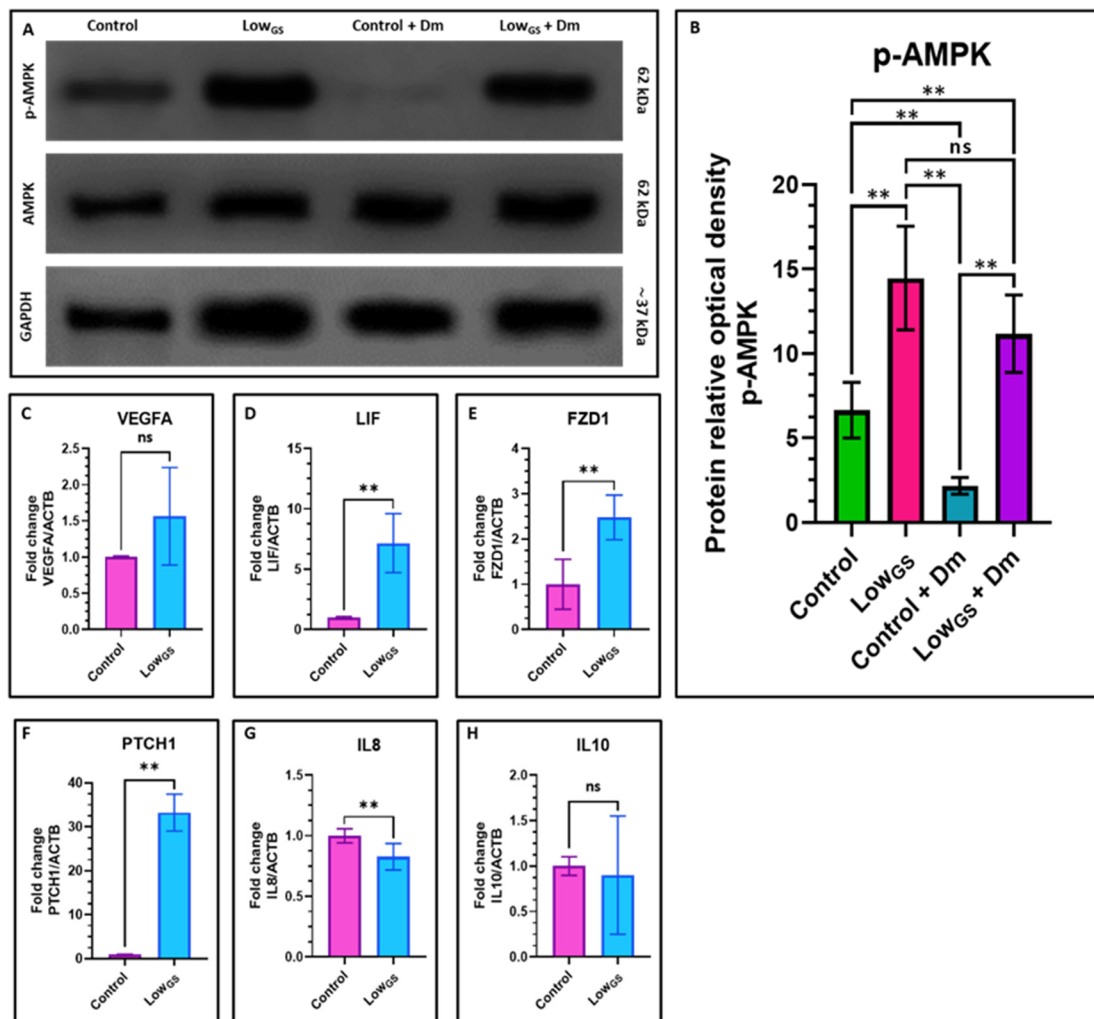 A
Control
LowGS
Control + Dm
LowGS + Dm
p-AMPK
62 kDa
AMPK
62 kDa
GAPDH
~ 37 kDa
B
p-AMPK
**
**
ns
**
**
**
Protein relative optical density
p-AMPK
20
15
10
5
0
Control
LowGS
Control + Dm
LowGS + Dm
C
VEGFA
ns
Fold change
VEGFA/ACTB
2.5
2.0
1.5
1.0
0.5
0.0
Control
LowGS
D
LIF
**
Fold change
LIF/ACTB
15
10
5
0
Control
LowGS
E
FZD1
**
Fold change
FZD1/ACTB
4
3
2
1
0
Control
LowGS
F
PTCH1
**
Fold change
PTCH1/ACTB
40
30
20
10
0
Control
LowGS
G
IL8
**
Fold change
IL8/ACTB
1.5
1.0
0.5
0.0
Control
LowGS
H
IL10
ns
Fold change
IL10/ACTB
2.0
1.5
1.0
0.5
0.0
Control
LowGS